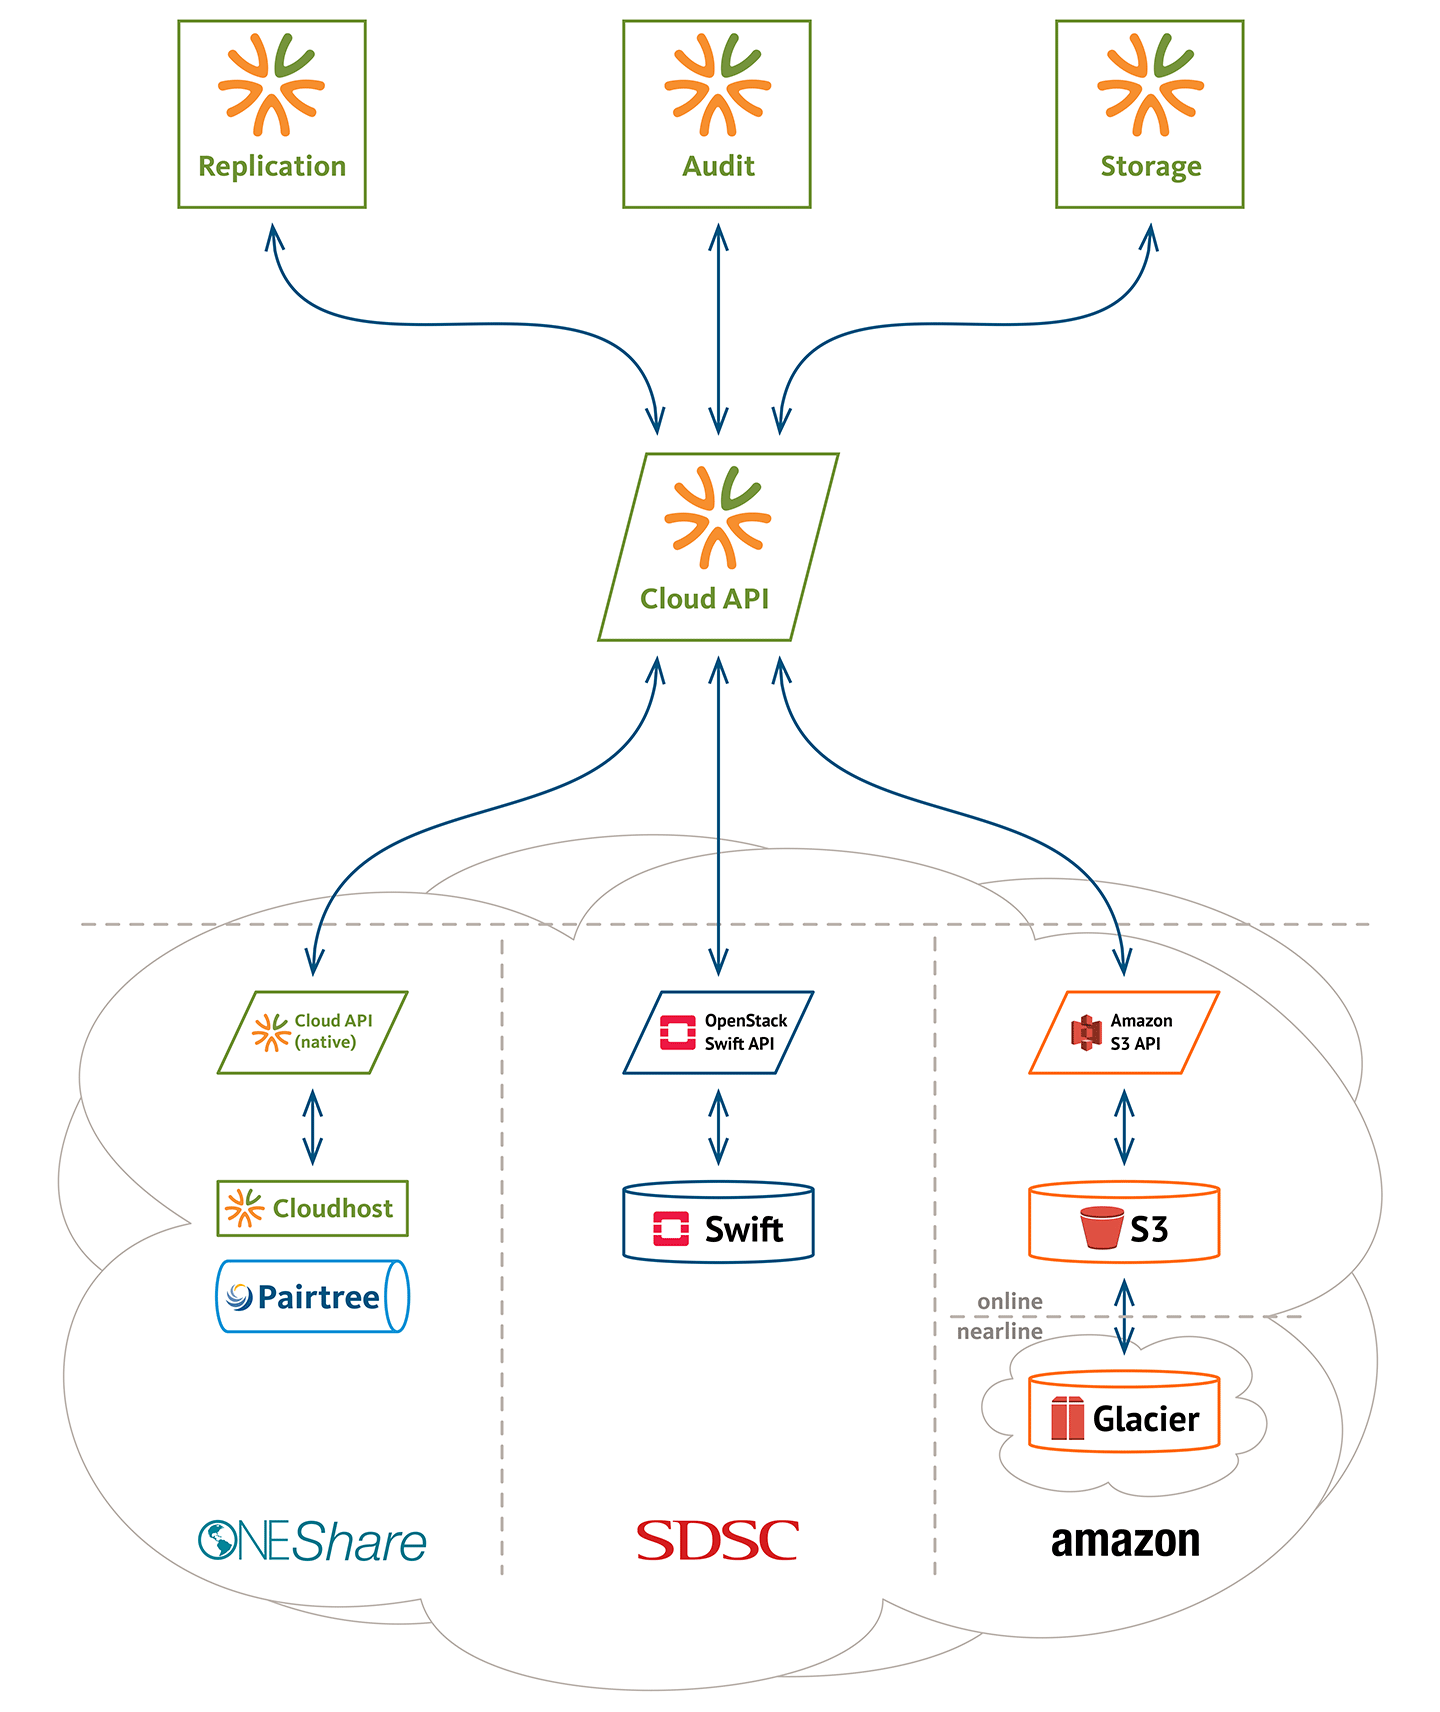 Replication
Audit
Storage
Cloud API
Cloud API
(native)
OpenStack
Swift API
Amazon
S3 API
Cloudhost
Swift
S3
Pairtree
online
nearline
Glacier
ONEShare
SDSC
amazon